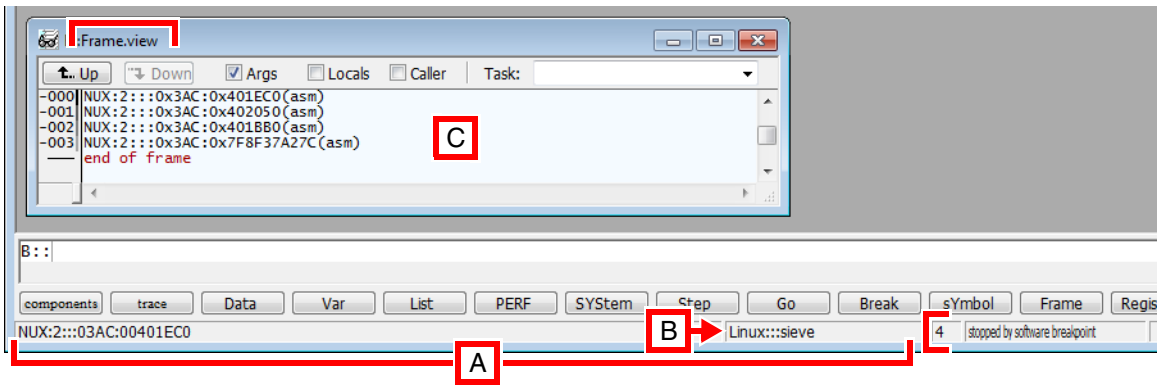 :Frame.view
Up Down Args Locals Caller Task:
-000 NUX:2:::0x3AC:0x401EC0(asm)
-001 NUX:2:::0x3AC:0x402050(asm)
-002 NUX:2:::0x3AC:0x401BB0(asm)
-003 NUX:2:::0x3AC:0x7F8F37A27C(asm)
end of frame
C
B::
components trace Data Var List PERF SYStem Step Go Break sYmbol Frame Regis
NUX:2:::03AC:00401EC0 B Linux:::sieve 4 stopped by software breakpoint
A